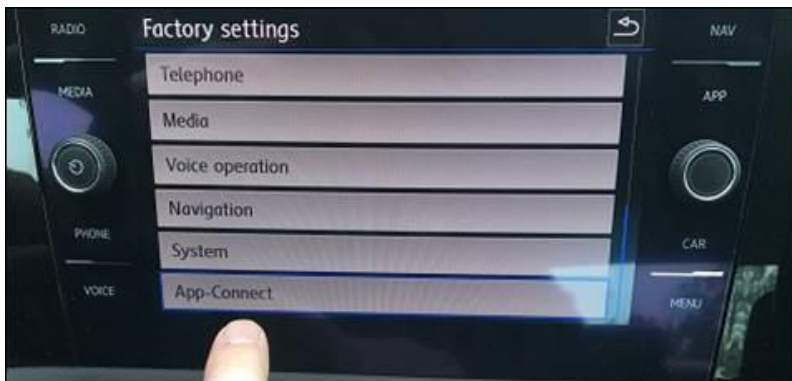 RADIO
Factory settings
NAV
Telephone
MEDIA
APP
Media
Voice operation
Navigation
PHONE
System
CAR
VOICE
App-Connect
MENU